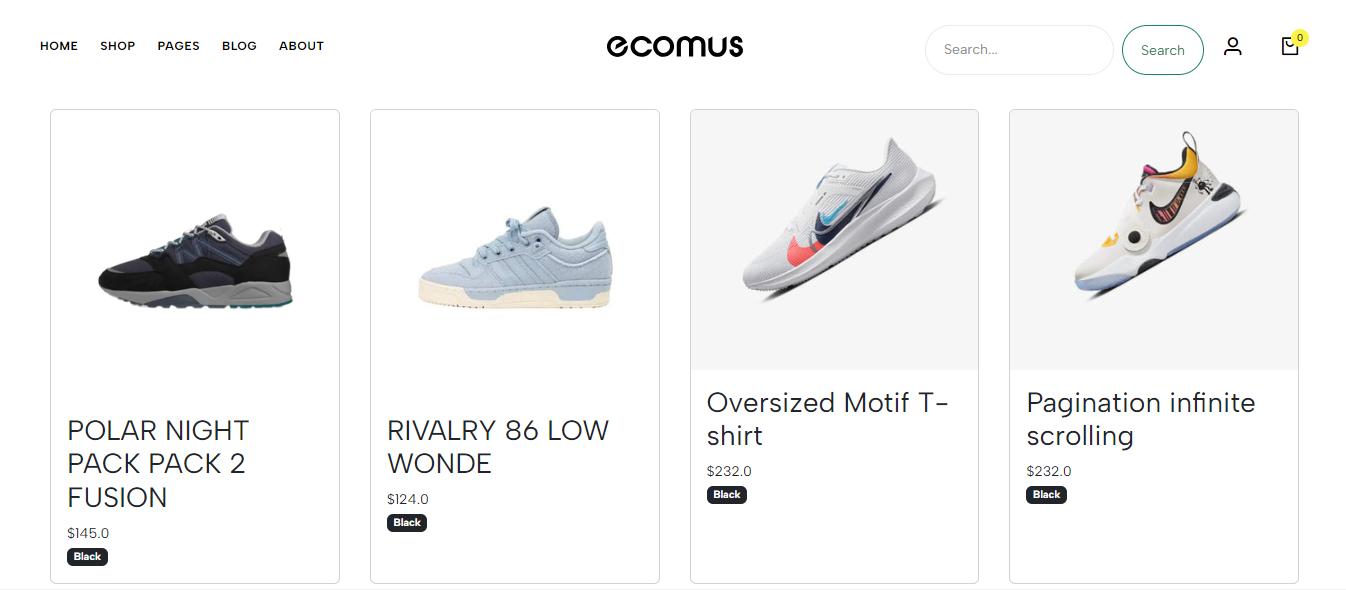 HOME SHOP PAGES BLOG ABOUT
ecomus
Search...
Search
0
POLAR NIGHT
PACK PACK 2
FUSION
$145.0
Black
RIVALRY 86 LOW
WONDE
$124.0
Black
Oversized Motif T-
shirt
$232.0
Black
Pagination infinite
scrolling
$232.0
Black